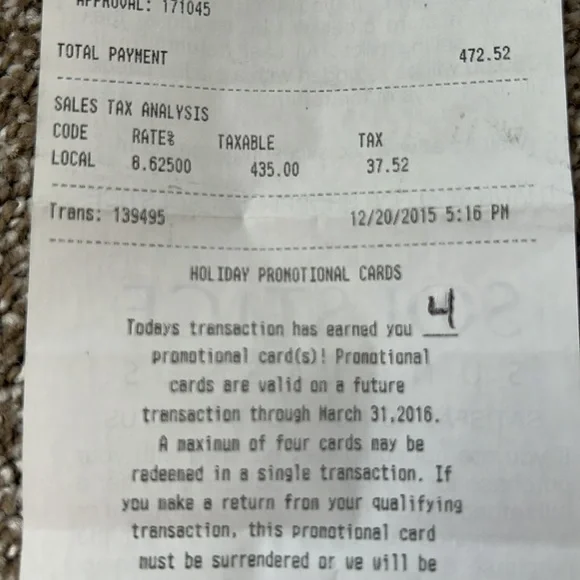 APPROVAL: 171045
TOTAL PAYMENT 472.52
SALES TAX ANALYSIS
CODE RATE% TAXABLE TAX
LOCAL 8.62500 435.00 37.52
Trans: 139495 12/20/2015 5:16 PM
HOLIDAY PROMOTIONAL CARDS
Todays transaction has earned you 4
promotional card(s)! Promotional
cards are valid on a future
transaction through March 31,2016.
A maximum of four cards may be
redeemed in a single transaction. If
you make a return from your qualifying
transaction, this promotional card
must be surrendered or we will be